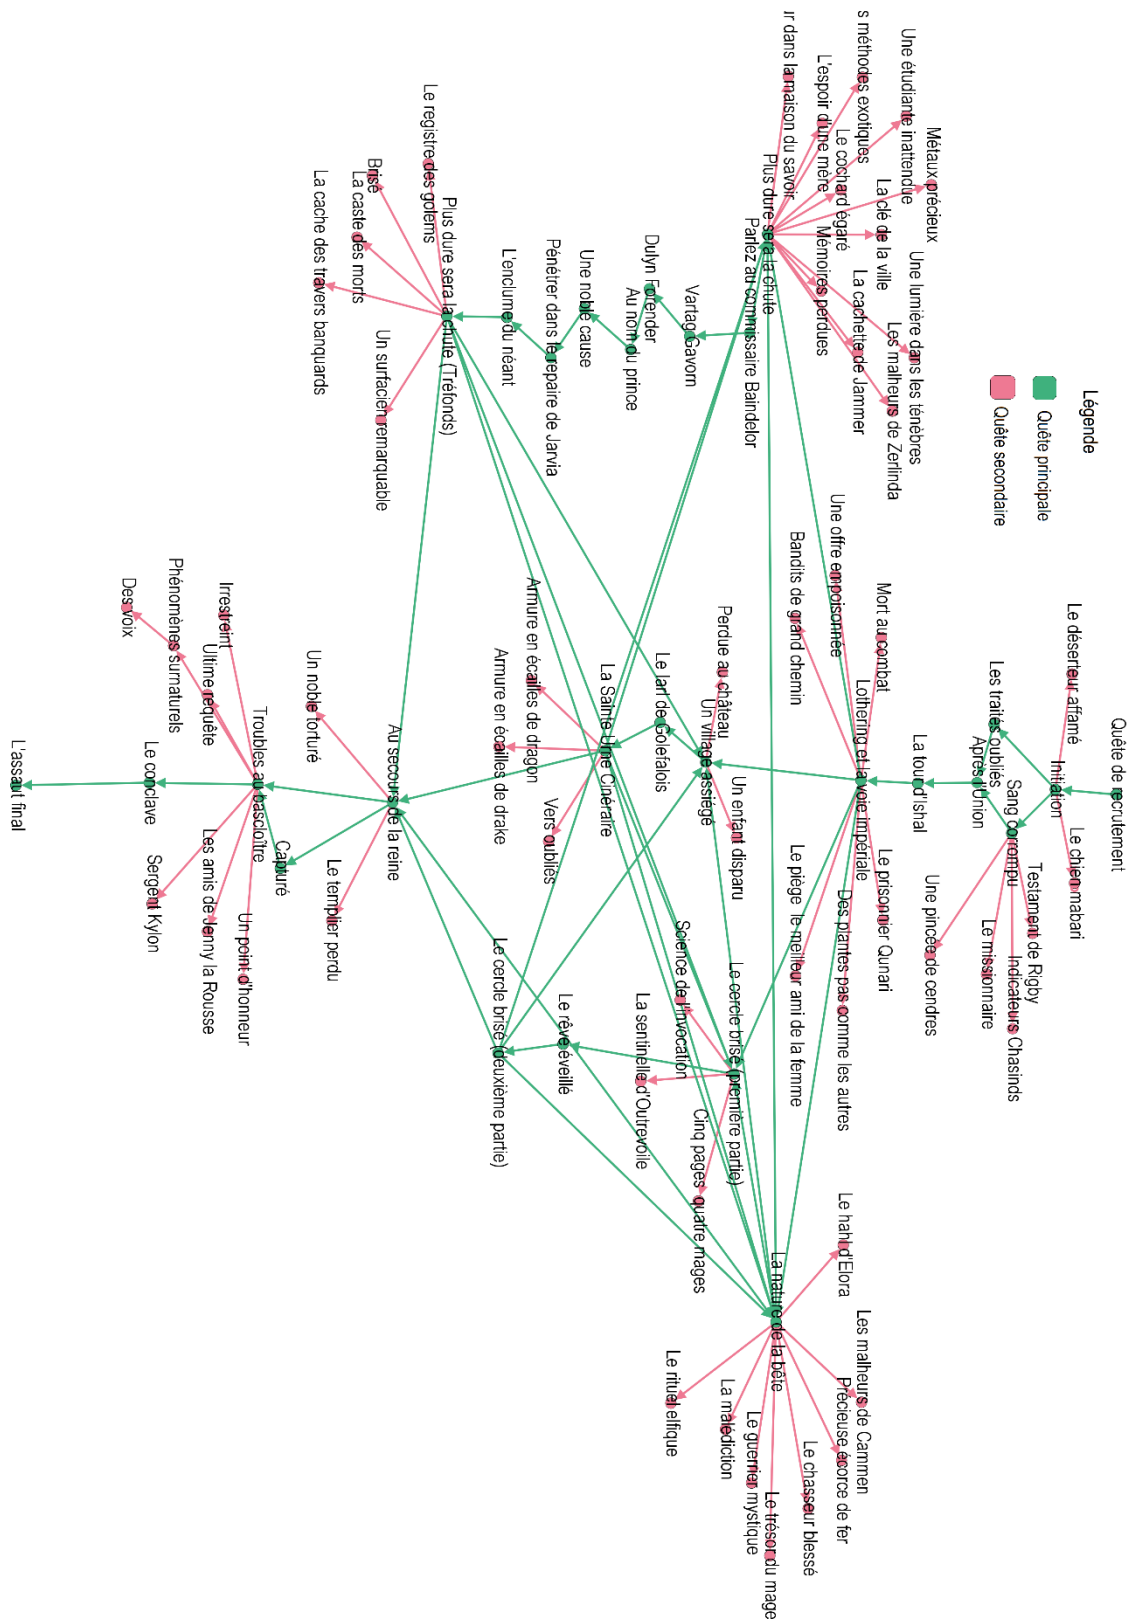 Quête de recrutement
Le déserteur affamé
Initiation
Le chien mabari
Les traités oubliés
Sang corrompu
Testament de Rigby
Indicateurs Chasinds
Après l'Union
Le missionnaire
Une pincée de cendres
La tour d'Ishal
Légende
Quête principale
Quête secondaire
Mort au combat
Lothering et la voie impériale
Le prisonnier Qunari
Une offre empoisonnée
Des plantes pas comme les autres
Bandits de grand chemin
Le piège le meilleur ami de la femme
Métaux précieux
Une étudiante inattendue
Une lumière dans les ténèbres
Les malheurs de Zerlinda
La clé de la ville
s méthodes exotiques
La cachette de Jammer
Le cochard égaré
L'espoir d'une mère
Mémoires perdues
ır dans la maison du savoir
Plus dure sera la chute
Parlez au commissaire Baindelor
Vartag Gavorn
Dulyn Forender
Au nom du prince
Une noble cause
Pénétrer dans le repaire de Jarvia
L'enclume du néant
Plus dure sera la chute (Tréfonds)
Le registre des golems
Brisé
La caste des morts
La cache des travers banquards
Un surfacien remarquable
Perdue au château
Un village assiégé
Un enfant disparu
Le Iarl de Golefalois
La Sainte Urne Cinéraire
Armure en écailles de dragon
Armure en écailles de drake
Vers oubliés
Le cercle brisé (première partie)
Science de l'invocation
La sentinelle d'Outrevoile
Cinq pages quatre mages
Le rêve éveillé
Le cercle brisé (deuxième partie)
Le hahl d'Elora
La nature de la bête
Les malheurs de Cammen
Précieuse écorce de fer
Le chasseur blessé
Le trésor du mage
Le guerrier mystique
La malédiction
Le rituel elfique
Au secours de la reine
Un noble torturé
Le templier perdu
Capturé
Troubles au bascloître
Irrestreint
Ultime requête
Phénomènes surnaturels
Des voix
Un point d'honneur
Les amis de Jenny la Rousse
Sergent Kylon
Le conclave
L'assaut final